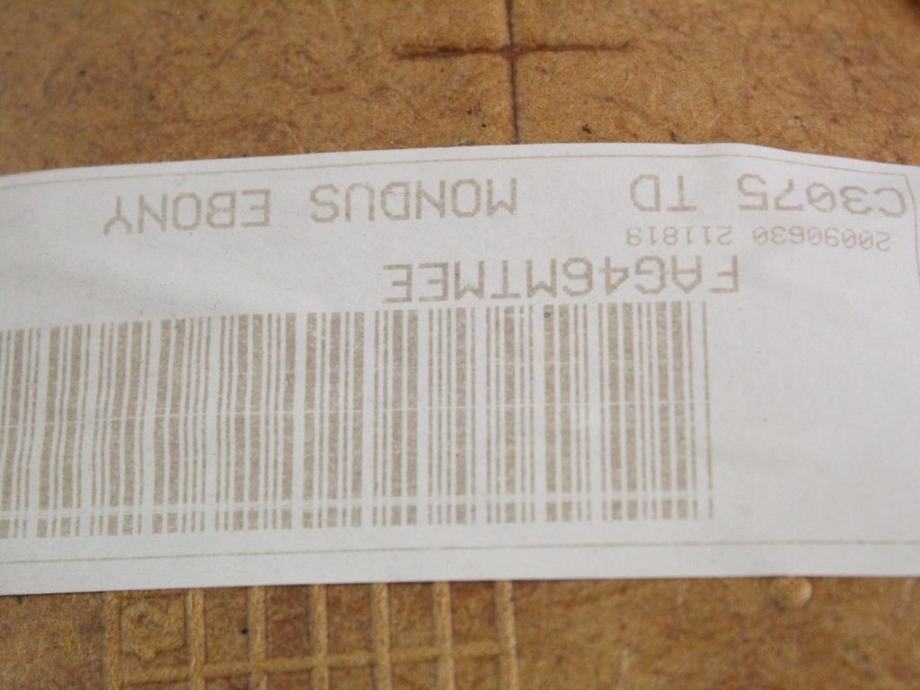 C3075 TD MONDUS EBONY
20090630 211819
FAG46MTMEE